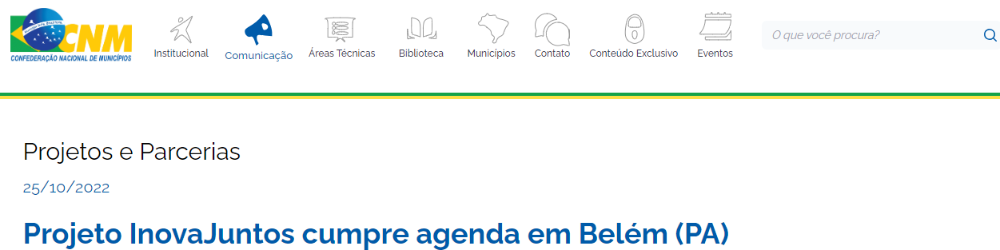 CNM
CONFEDERAÇÃO NACIONAL DE MUNICÍPIOS
Institucional
Comunicação
Áreas Técnicas
Biblioteca
Municípios
Contato
Conteúdo Exclusivo
Eventos
O que você procura?
Projetos e Parcerias
25/10/2022
Projeto InovaJuntos cumpre agenda em Belém (PA)